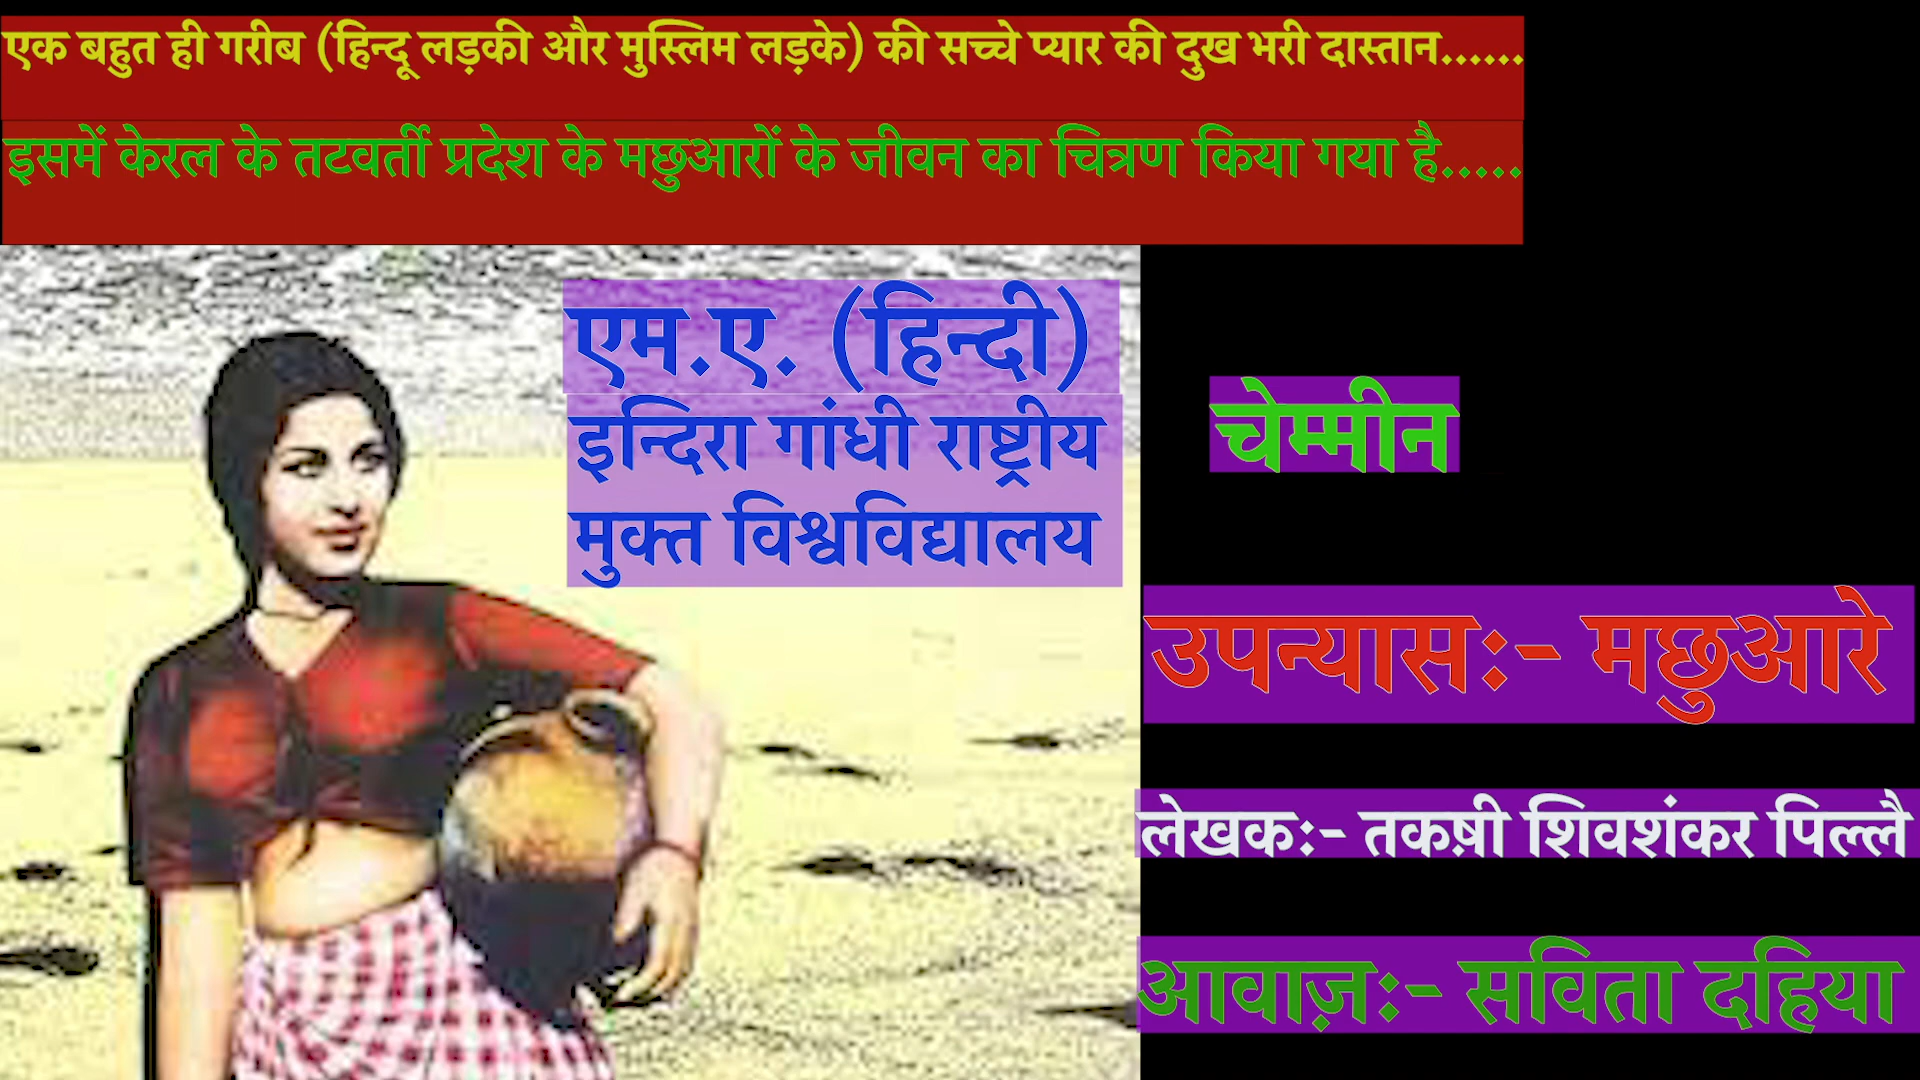 एक बहुत ही गरीब (हिन्दू लड़की और मुस्लिम लड़के) की सच्चे प्यार की दुख भरी दास्तान......
इसमें केरल के तटवर्ती प्रदेश के मछुआरों के जीवन का चित्रण किया गया है.....
एम.ए. (हिन्दी)
इन्दिरा गांधी राष्ट्रीय
मुक्त विश्वविद्यालय
चेम्मीन
उपन्यासः- मछुआरे
लेखकः- तकष़ी शिवशंकर पिल्लै
आवाज़ः- सविता दहिया